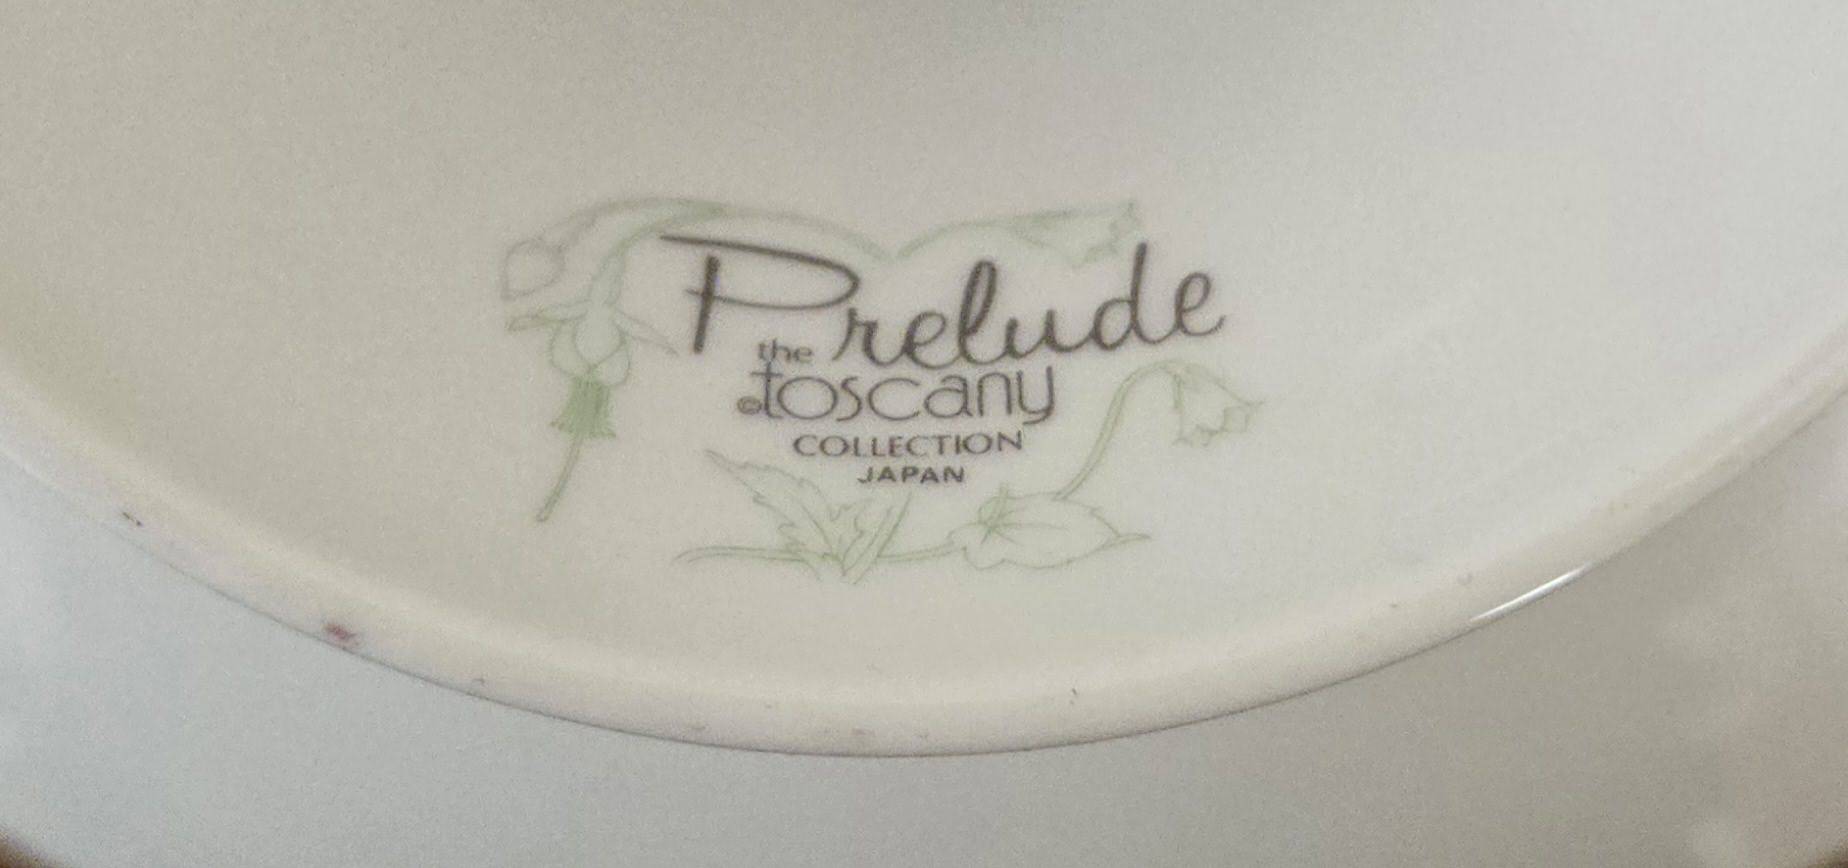 Prelude
the
©toscany
COLLECTION
JAPAN